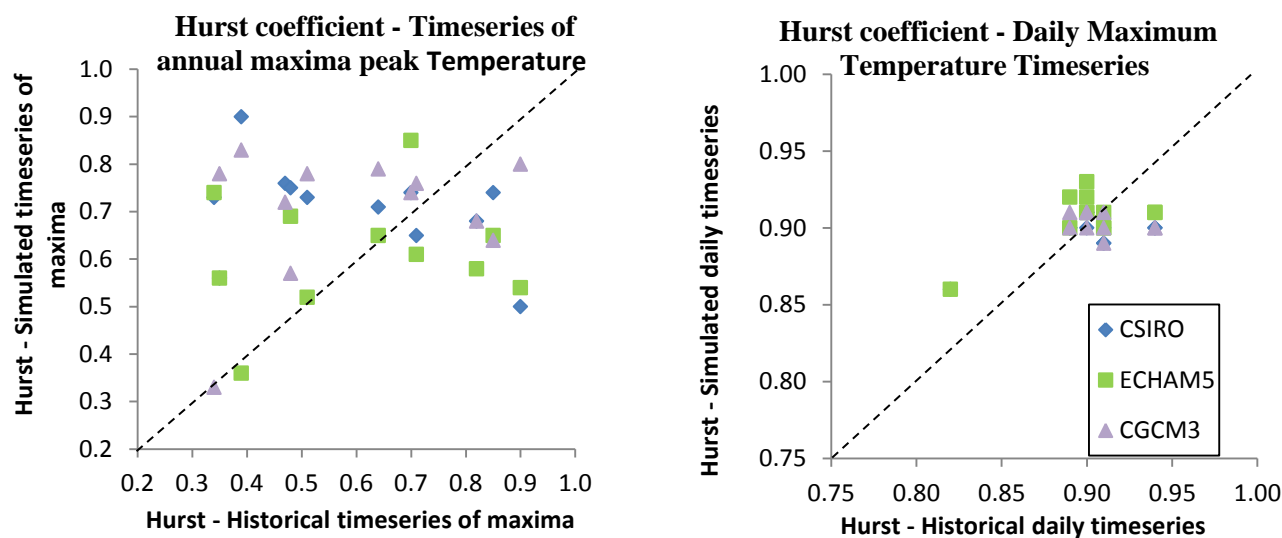 Hurst coefficient - Timeseries of
annual maxima peak Temperature
1.0
0.9
0.8
0.7
0.6
0.5
0.4
0.3
0.2
0.2 0.3 0.4 0.5 0.6 0.7 0.8 0.9 1.0
Hurst - Simulated timeseries of
maxima
Hurst - Historical timeseries of maxima
Hurst coefficient - Daily Maximum
Temperature Timeseries
1.00
0.95
0.90
0.85
0.80
0.75
0.75 0.80 0.85 0.90 0.95 1.00
Hurst - Simulated daily timeseries
Hurst - Historical daily timeseries
CSIRO
ECHAM5
CGCM3